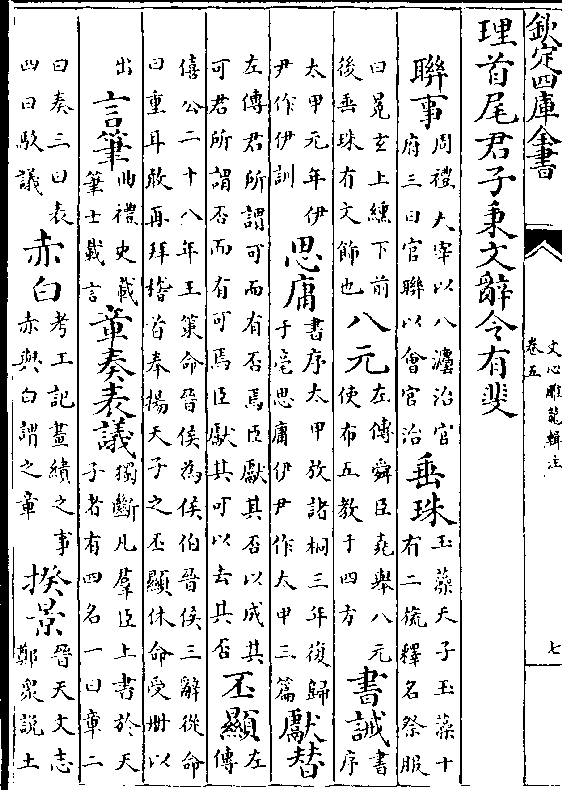 欽定四庫全書
文心雕龍輯注
卷五
七
理首尾君子秉文辭令有斐
聯事周禮大宰以八灋治官府三曰官聯以會官治垂珠玉藻天子玉藻十有二旒釋名祭服
曰冕玄上纁下前後垂珠有文飾也八元左傳舜臣堯舉八元使布五教于四方書誡書序
太甲元年伊尹作伊訓思庸書序太甲放諸桐三年復歸于亳思庸伊尹作太甲三篇獻替
左傳君所謂可而有否焉臣獻其否以成其可君所謂否而有可焉臣獻其可以去其否丕顯左傳
僖公二十八年王策命晉侯為侯伯晉侯三辭從命曰重耳敢再拜稽首奉揚天子之丕顯休命受册以
出言筆曲禮史載筆士載言章奏表議獨斷凡羣臣上書於天子者有四名一曰章二
曰奏三曰表四曰駁議赤白考工記畫繢之事赤與白謂之章揆景晉天文志鄭衆說土